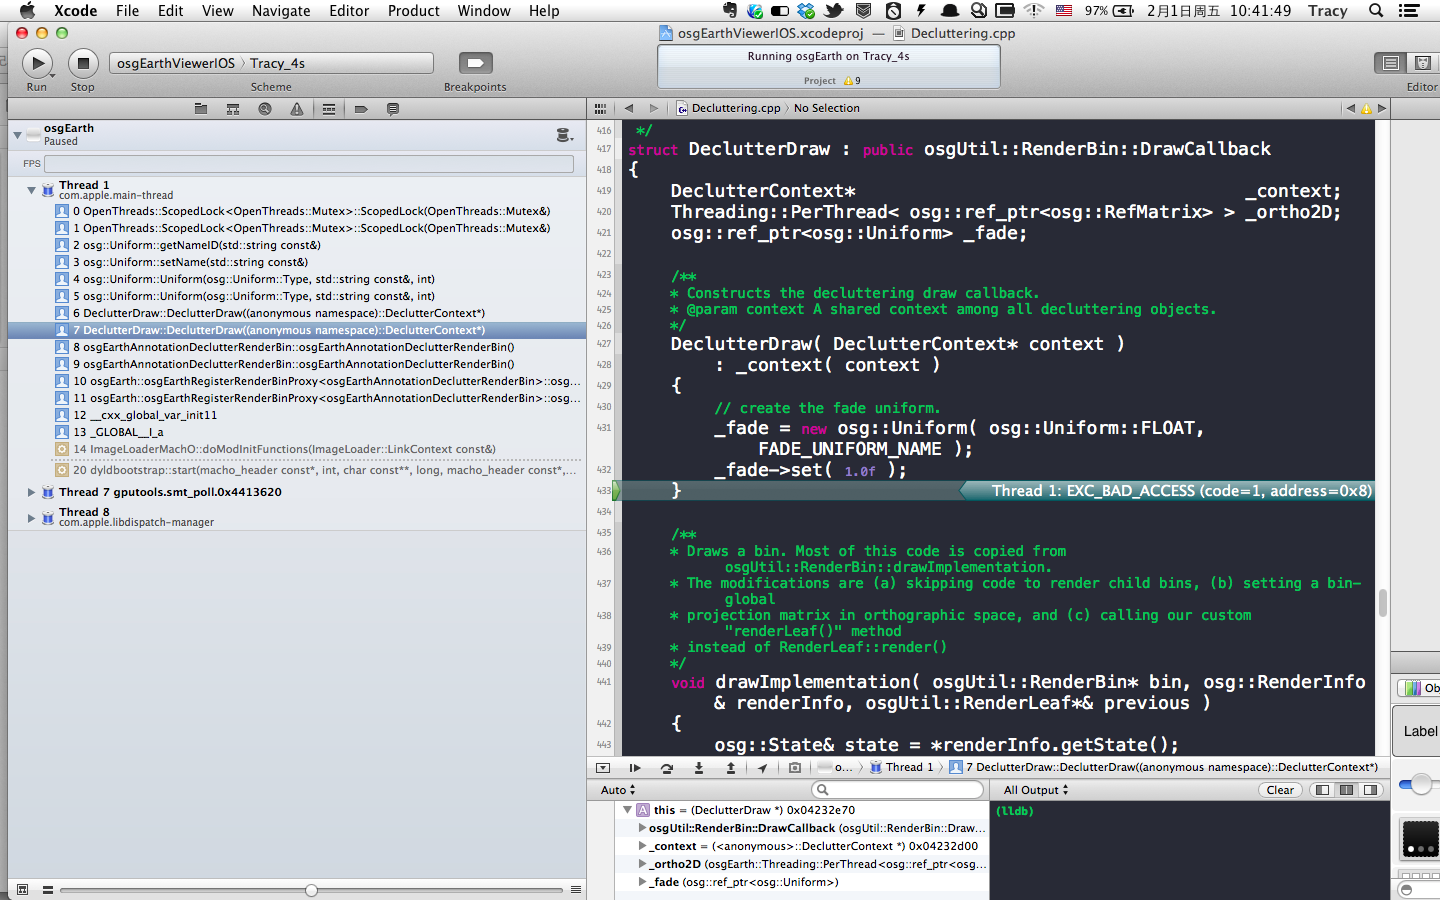 Xcode File Edit View Navigate Editor Product Window Help 97% 2月1日周五 10:41:49 Tracy
osgEarthViewerIOS.xcodeproj — Decluttering.cpp
osgEarthViewerIOS 〉 Tracy_4s
Running osgEarth on Tracy_4s
Project 9
Run Stop Scheme Breakpoints Editor
Decluttering.cpp 〉 No Selection
osgEarth
Paused
FPS
Thread 1
com.apple.main-thread
0 OpenThreads::ScopedLock<OpenThreads::Mutex>::ScopedLock(OpenThreads::Mutex&)
1 OpenThreads::ScopedLock<OpenThreads::Mutex>::ScopedLock(OpenThreads::Mutex&)
2 osg::Uniform::getNameID(std::string const&)
3 osg::Uniform::setName(std::string const&)
4 osg::Uniform::Uniform(osg::Uniform::Type, std::string const&, int)
5 osg::Uniform::Uniform(osg::Uniform::Type, std::string const&, int)
6 DeclutterDraw::DeclutterDraw((anonymous namespace)::DeclutterContext*)
7 DeclutterDraw::DeclutterDraw((anonymous namespace)::DeclutterContext*)
8 osgEarthAnnotationDeclutterRenderBin::osgEarthAnnotationDeclutterRenderBin()
9 osgEarthAnnotationDeclutterRenderBin::osgEarthAnnotationDeclutterRenderBin()
10 osgEarth::osgEarthRegisterRenderBinProxy<osgEarthAnnotationDeclutterRenderBin>::osg...
11 osgEarth::osgEarthRegisterRenderBinProxy<osgEarthAnnotationDeclutterRenderBin>::osg...
12 __cxx_global_var_init11
13 _GLOBAL__I_a
14 ImageLoaderMachO::doModInitFunctions(ImageLoader::LinkContext const&)
20 dyldbootstrap::start(macho_header const*, int, char const**, long, macho_header const*,...
Thread 7 gputools.smt_poll.0x4413620
Thread 8
com.apple.libdispatch-manager
416 */
417 struct DeclutterDraw : public osgUtil::RenderBin::DrawCallback
418 {
419 DeclutterContext* _context;
420 Threading::PerThread< osg::ref_ptr<osg::RefMatrix> > _ortho2D;
421 osg::ref_ptr<osg::Uniform> _fade;
422
423 /**
424 * Constructs the decluttering draw callback.
425 * @param context A shared context among all decluttering objects.
426 */
427 DeclutterDraw( DeclutterContext* context )
428 : _context( context )
429 {
430 // create the fade uniform.
431 _fade = new osg::Uniform( osg::Uniform::FLOAT,
FADE_UNIFORM_NAME );
432 _fade->set( 1.0f );
433 } Thread 1: EXC_BAD_ACCESS (code=1, address=0x8)
434
435 /**
436 * Draws a bin. Most of this code is copied from
osgUtil::RenderBin::drawImplementation.
437 * The modifications are (a) skipping code to render child bins, (b) setting a bin-
global
438 * projection matrix in orthographic space, and (c) calling our custom
"renderLeaf()" method
439 * instead of RenderLeaf::render()
440 */
441 void drawImplementation( osgUtil::RenderBin* bin, osg::RenderInfo
& renderInfo, osgUtil::RenderLeaf*& previous )
442 {
443 osg::State& state = *renderInfo.getState();
o... 〉 Thread 1 〉 7 DeclutterDraw::DeclutterDraw((anonymous namespace)::DeclutterContext*)
Auto
All Output Clear
this = (DeclutterDraw *) 0x04232e70
osgUtil::RenderBin::DrawCallback (osgUtil::RenderBin::Draw...
_context = (<anonymous>::DeclutterContext *) 0x04232d00
_ortho2D (osgEarth::Threading::PerThread<osg::ref_ptr<osg...
_fade (osg::ref_ptr<osg::Uniform>)
(lldb)
Ob
Label